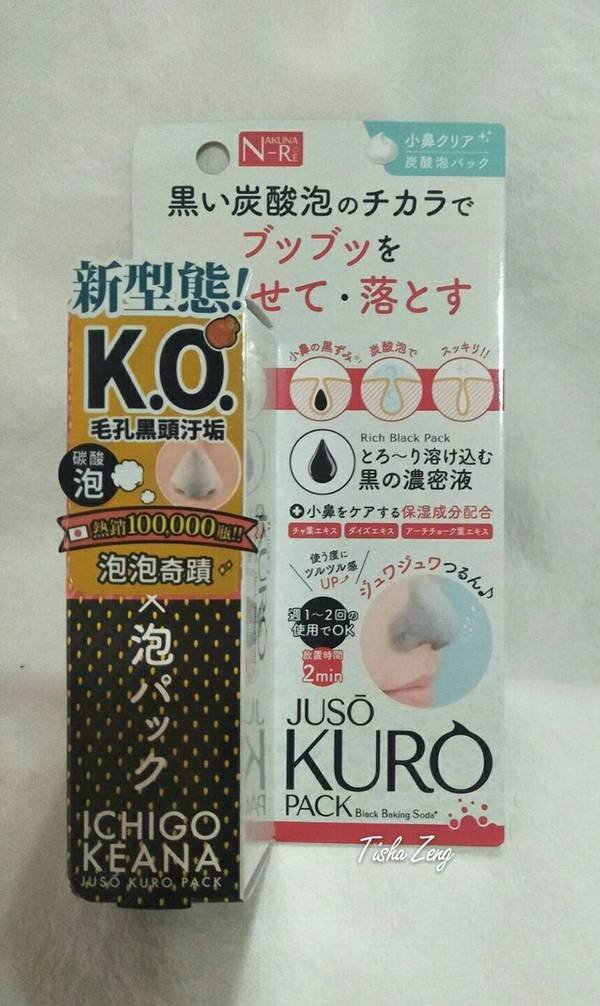 NAKUNA
N-RE
小鼻クリア
炭酸泡パック
黒い炭酸泡のチカラで
ブツブツを
せて・落とす
小鼻の黒ずみ※¹
炭酸泡で
スッキリ!!
Rich Black Pack
とろ〜り溶け込む
黒の濃密液
小鼻をケアする保湿成分配合
チャ葉エキス
ダイズエキス
アーチチョーク葉エキス
使う度に
ツルツル感
UP
ジュワジュワつるん♪
週1〜2回の
使用でOK
放置時間
2min
JUSŌ
KURO
PACK
Black Baking Soda*
新型態!
K.O.
毛孔黑頭汙垢
碳酸
泡
熱銷100,000瓶!!
泡泡奇蹟
×泡パック
ICHIGO
KEANA
JUSŌ KURO PACK
Tisha Zeng